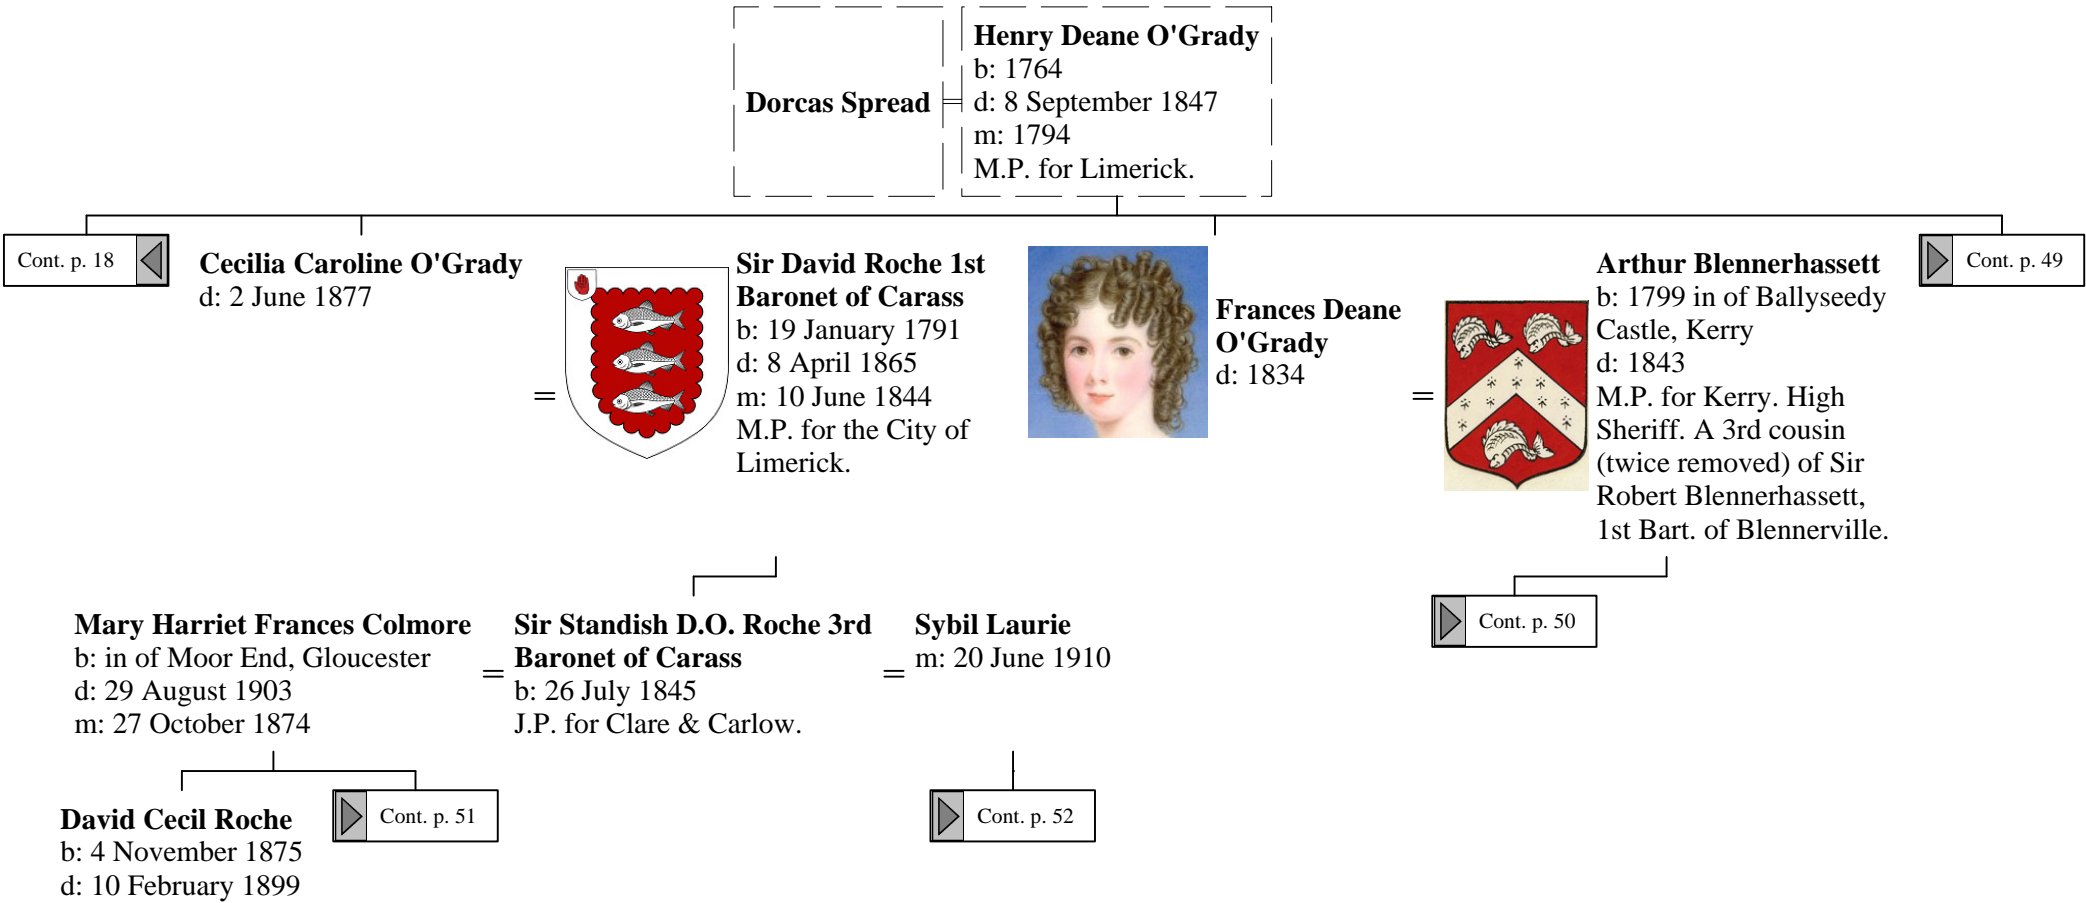 Dorcas Spread
Henry Deane O'Grady
b: 1764
d: 8 September 1847
m: 1794
M.P. for Limerick.
Cont. p. 18
Cecilia Caroline O'Grady
d: 2 June 1877
=
Sir David Roche 1st
Baronet of Carass
b: 19 January 1791
d: 8 April 1865
m: 10 June 1844
M.P. for the City of
Limerick.
Frances Deane
O'Grady
d: 1834
=
Arthur Blennerhassett
b: 1799 in of Ballyseedy
Castle, Kerry
d: 1843
M.P. for Kerry. High
Sheriff. A 3rd cousin
(twice removed) of Sir
Robert Blennerhassett,
1st Bart. of Blennerville.
Cont. p. 49
Mary Harriet Frances Colmore
b: in of Moor End, Gloucester
d: 29 August 1903
m: 27 October 1874
=
Sir Standish D.O. Roche 3rd
Baronet of Carass
b: 26 July 1845
J.P. for Clare & Carlow.
=
Sybil Laurie
m: 20 June 1910
Cont. p. 50
David Cecil Roche
b: 4 November 1875
d: 10 February 1899
Cont. p. 51
Cont. p. 52